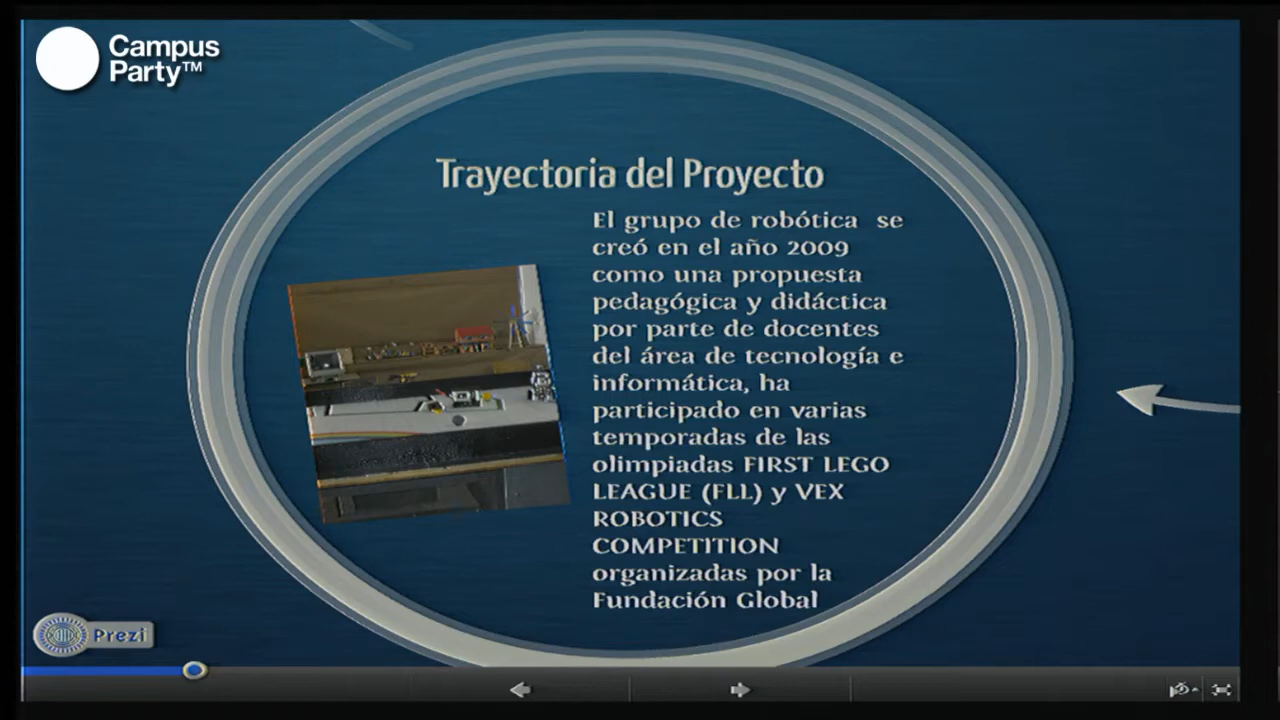 Campus
Party™
Trayectoria del Proyecto
El grupo de robótica se
creó en el año 2009
como una propuesta
pedagógica y didáctica
por parte de docentes
del área de tecnología e
informática, ha
participado en varias
temporadas de las
olimpiadas FIRST LEGO
LEAGUE (FLL) y VEX
ROBOTICS
COMPETITION
organizadas por la
Fundación Global
Prezi